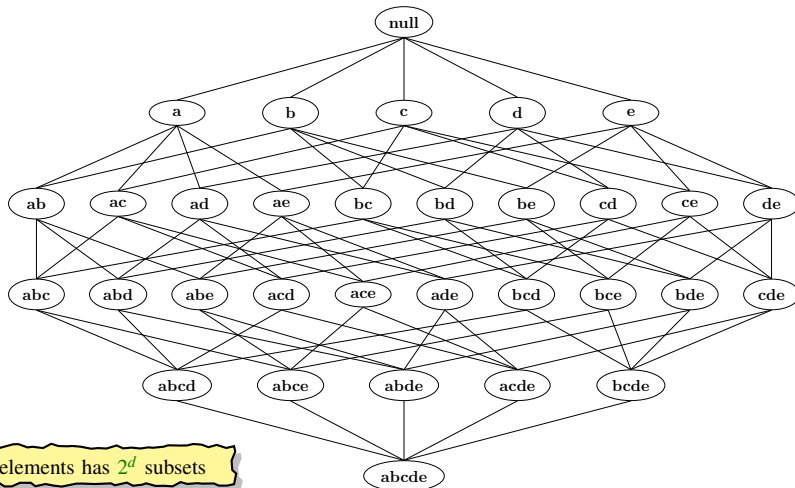 null
a b c d e
ab ac ad ae bc bd be cd ce de
abc abd abe acd ace ade bcd bce bde cde
abcd abce abde acde bcde
elements has 2^d subsets
abcde